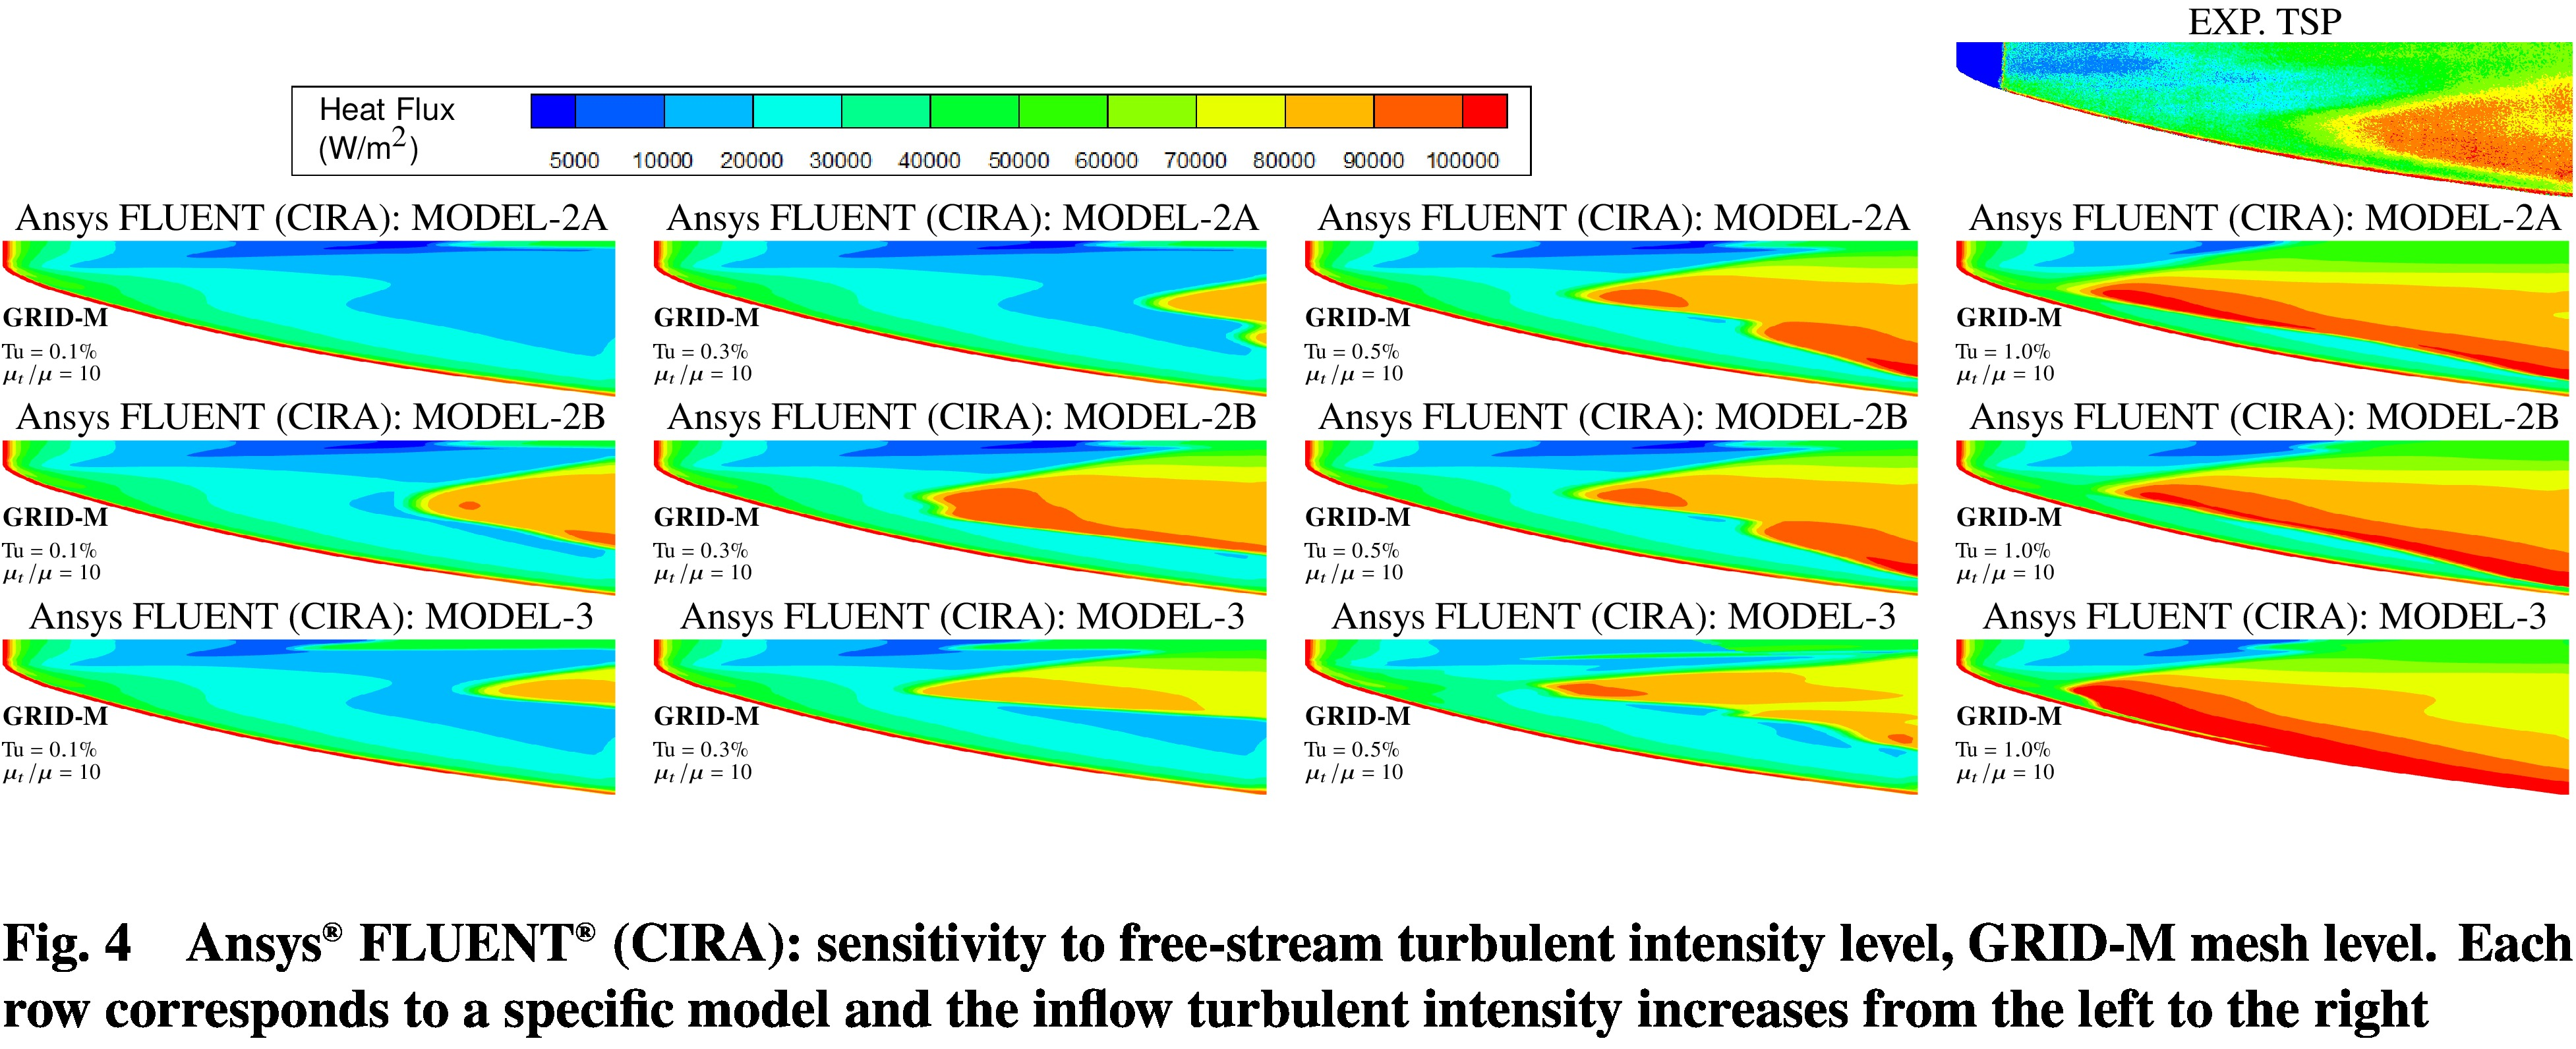 EXP. TSP
Heat Flux
(W/m²)
5000 10000 20000 30000 40000 50000 60000 70000 80000 90000 100000
Ansys FLUENT (CIRA): MODEL-2A
GRID-M
Tu = 0.1%
μt/μ = 10
Ansys FLUENT (CIRA): MODEL-2A
GRID-M
Tu = 0.3%
μt/μ = 10
Ansys FLUENT (CIRA): MODEL-2A
GRID-M
Tu = 0.5%
μt/μ = 10
Ansys FLUENT (CIRA): MODEL-2A
GRID-M
Tu = 1.0%
μt/μ = 10
Ansys FLUENT (CIRA): MODEL-2B
GRID-M
Tu = 0.1%
μt/μ = 10
Ansys FLUENT (CIRA): MODEL-2B
GRID-M
Tu = 0.3%
μt/μ = 10
Ansys FLUENT (CIRA): MODEL-2B
GRID-M
Tu = 0.5%
μt/μ = 10
Ansys FLUENT (CIRA): MODEL-2B
GRID-M
Tu = 1.0%
μt/μ = 10
Ansys FLUENT (CIRA): MODEL-3
GRID-M
Tu = 0.1%
μt/μ = 10
Ansys FLUENT (CIRA): MODEL-3
GRID-M
Tu = 0.3%
μt/μ = 10
Ansys FLUENT (CIRA): MODEL-3
GRID-M
Tu = 0.5%
μt/μ = 10
Ansys FLUENT (CIRA): MODEL-3
GRID-M
Tu = 1.0%
μt/μ = 10
Fig. 4 Ansys® FLUENT® (CIRA): sensitivity to free-stream turbulent intensity level, GRID-M mesh level. Each
row corresponds to a specific model and the inflow turbulent intensity increases from the left to the right